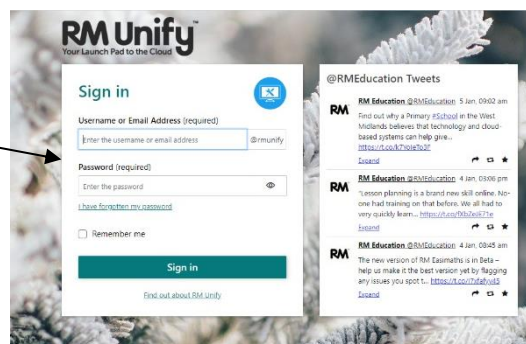 RM Unify™
Your Launch Pad to the Cloud
Sign in
Username or Email Address (required)
Enter the username or email address
@rmunify
Password (required)
Enter the password
I have forgotten my password
Remember me
Sign in
Find out about RM Unify
@RMEducation Tweets
RM
RM Education @RMEducation 5 Jan, 09:02 am
Find out why a Primary #School in the West
Midlands believes that technology and cloud-
based systems can help give...
Expand
RM
RM Education @RMEducation 4 Jan, 03:06 pm
"Lesson planning is a brand new skill online. No-
one had training on that before. We all had to
very quickly learn...
Expand
RM
RM Education @RMEducation 4 Jan, 08:45 am
The new version of RM Easimaths is in Beta –
help us make it the best version yet by flagging
any issues you spot t...
Expand